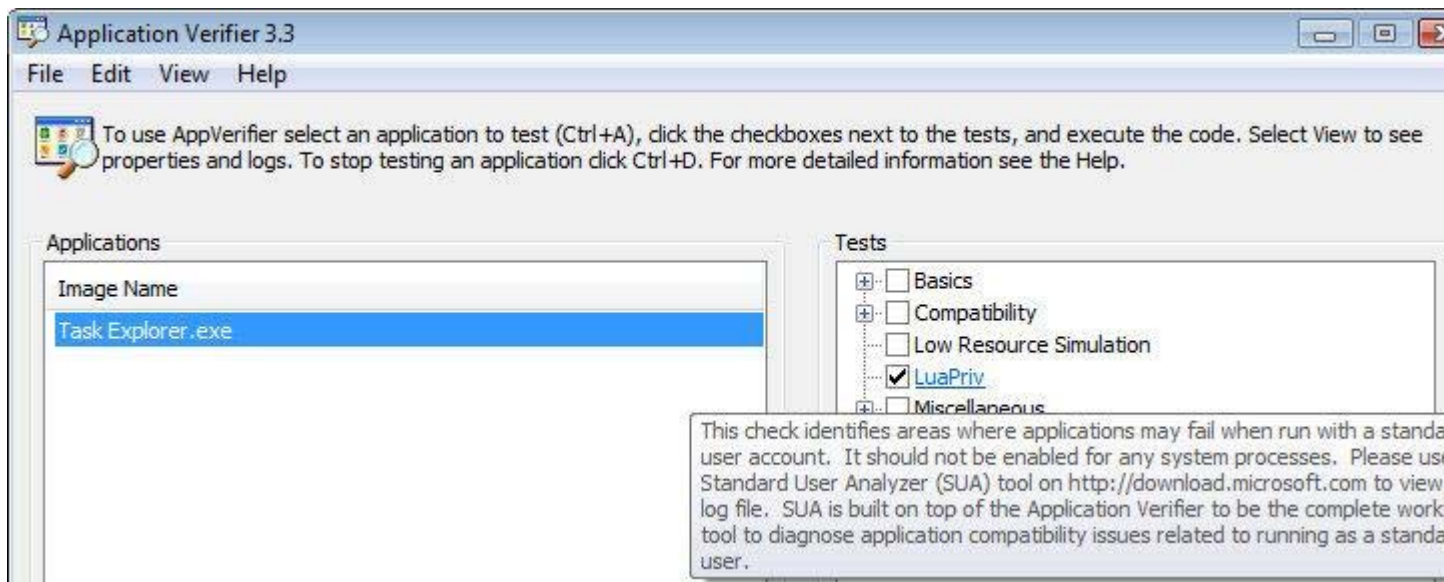 Application Verifier 3.3
File Edit View Help
To use AppVerifier select an application to test (Ctrl+A), click the checkboxes next to the tests, and execute the code. Select View to see
properties and logs. To stop testing an application click Ctrl+D. For more detailed information see the Help.
Applications
Image Name
Task Explorer.exe
Tests
Basics
Compatibility
Low Resource Simulation
LuaPriv
Miscellaneous
This check identifies areas where applications may fail when run with a standa
user account. It should not be enabled for any system processes. Please use
Standard User Analyzer (SUA) tool on http://download.microsoft.com to view
log file. SUA is built on top of the Application Verifier to be the complete work
tool to diagnose application compatibility issues related to running as a standa
user.